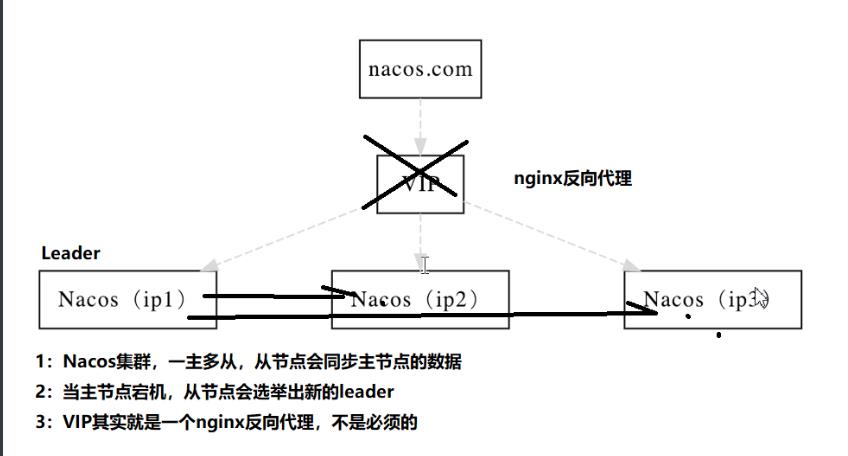 nacos.com
VIP
nginx反向代理
Leader
Nacos（ip1）
Nacos（ip2）
Nacos（ip3）
1：Nacos集群，一主多从，从节点会同步主节点的数据
2：当主节点宕机，从节点会选举出新的leader
3：VIP其实就是一个nginx反向代理，不是必须的